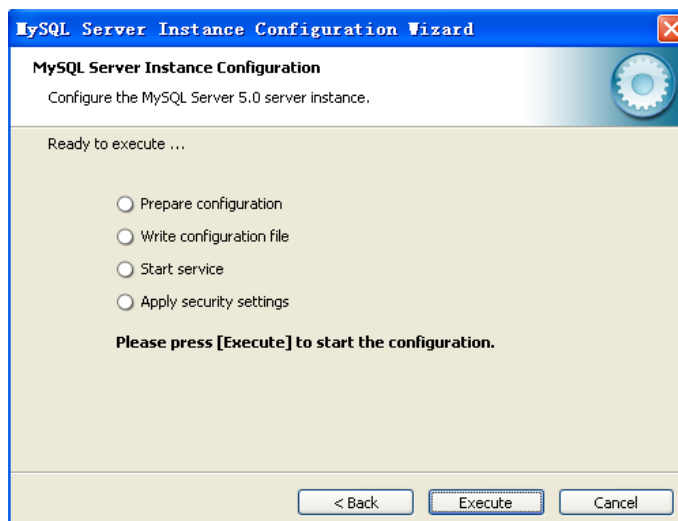 MySQL Server Instance Configuration Wizard
MySQL Server Instance Configuration
Configure the MySQL Server 5.0 server instance.
Ready to execute ...
Prepare configuration
Write configuration file
Start service
Apply security settings
Please press [Execute] to start the configuration.
< Back Execute Cancel